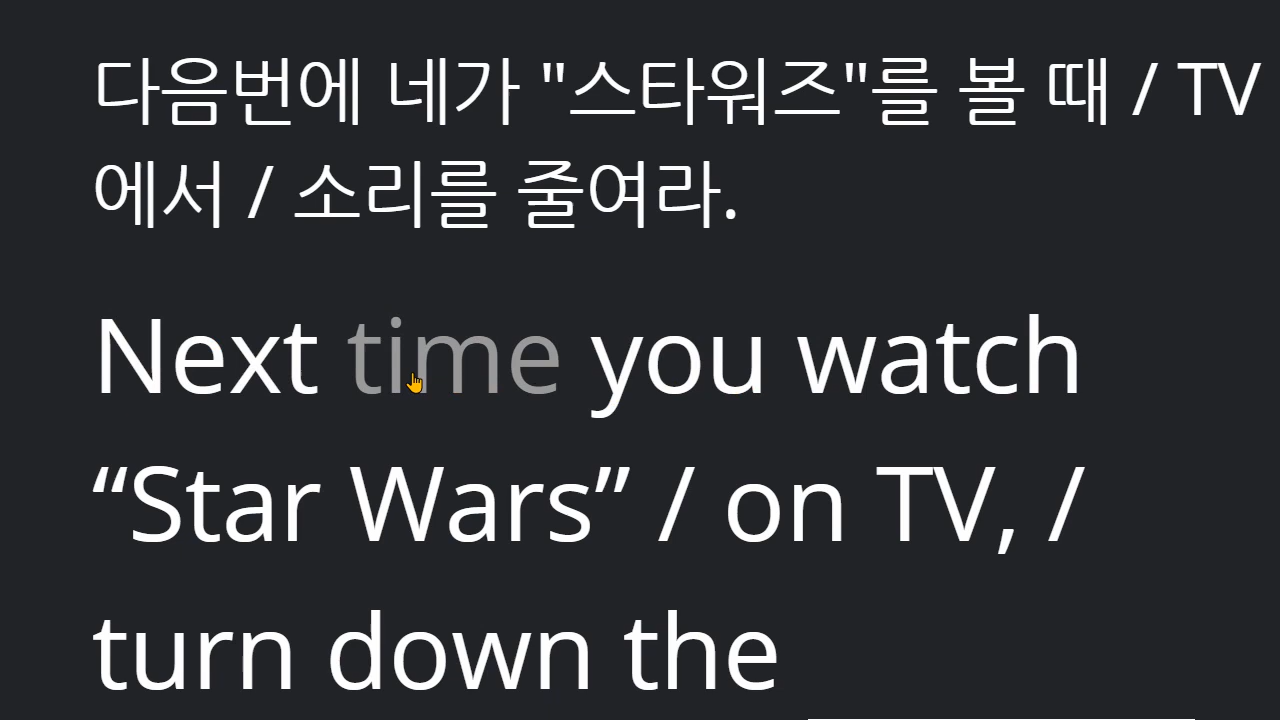 다음번에 네가 "스타워즈"를 볼 때 / TV
에서 / 소리를 줄여라.
Next time you watch
“Star Wars” / on TV, /
turn down the